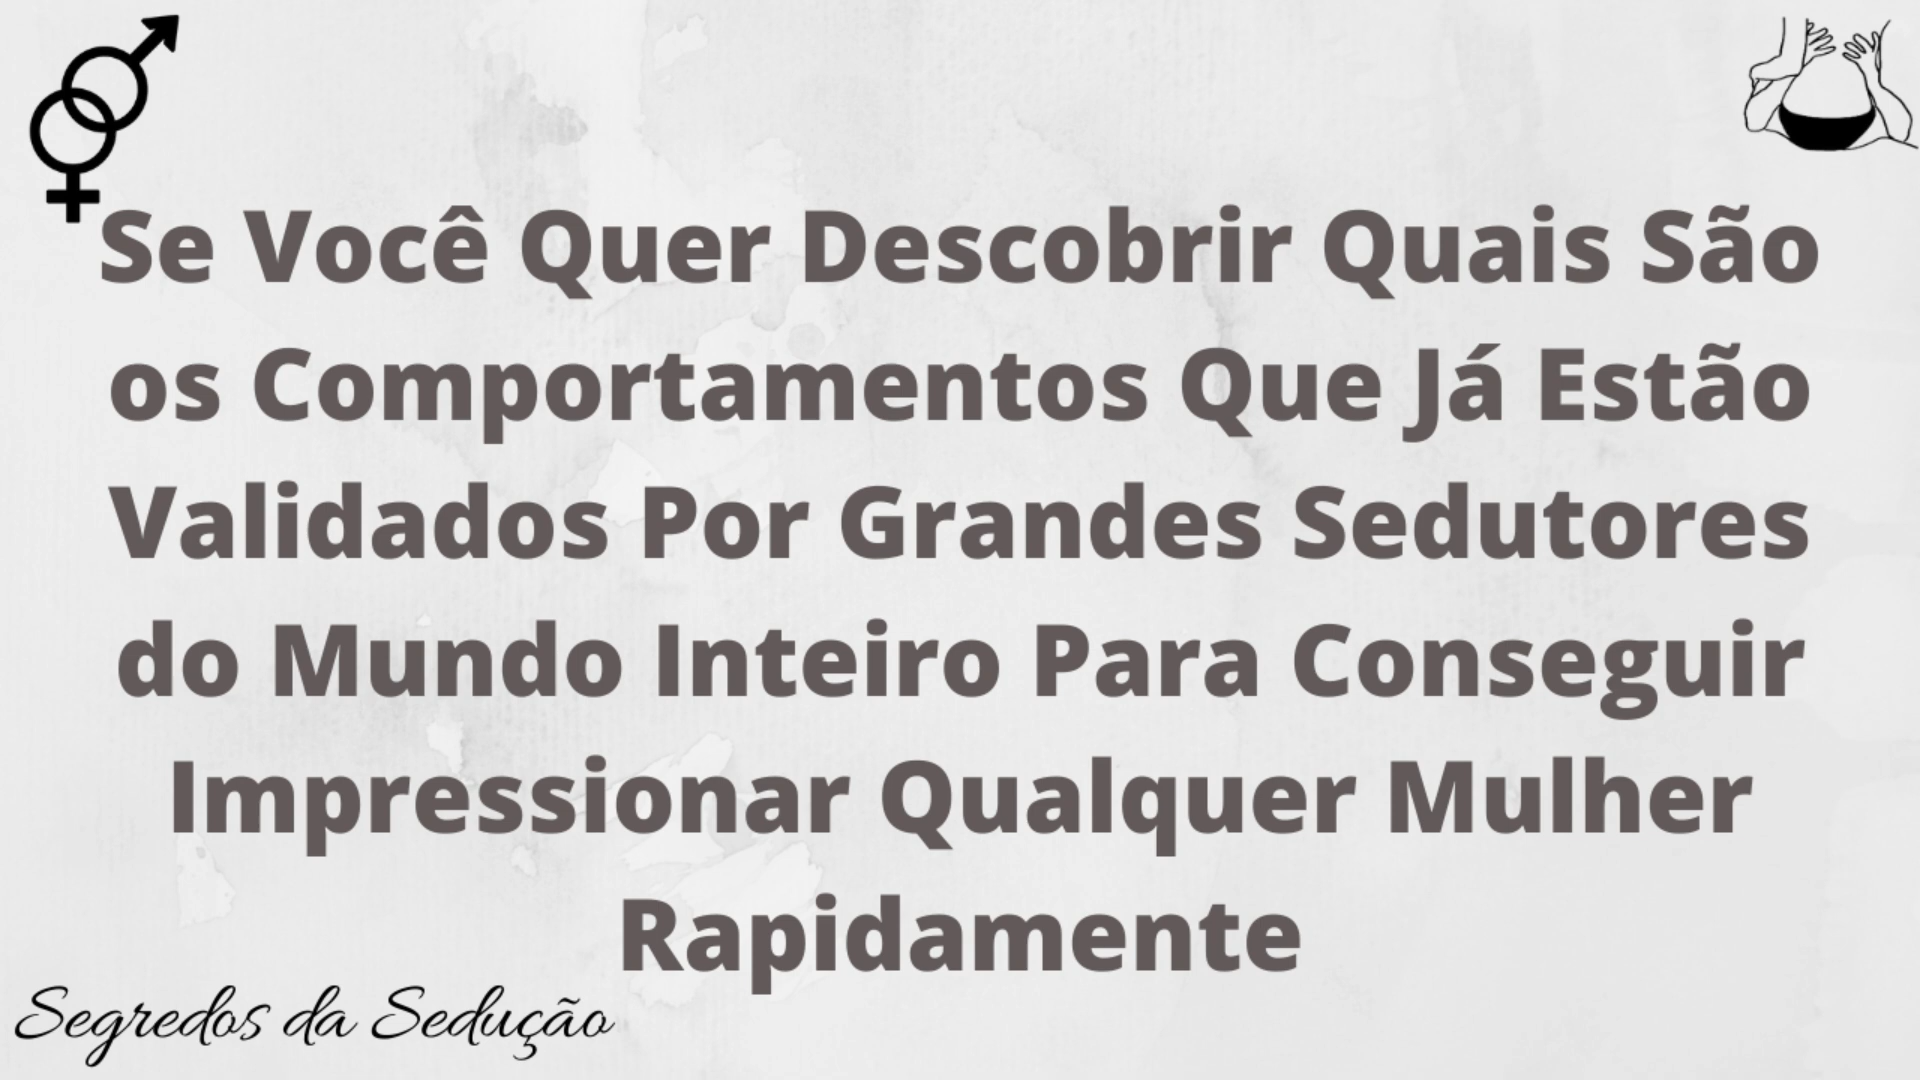 Se Você Quer Descobrir Quais São
os Comportamentos Que Já Estão
Validados Por Grandes Sedutores
do Mundo Inteiro Para Conseguir
Impressionar Qualquer Mulher
Rapidamente
Segredos da Sedução